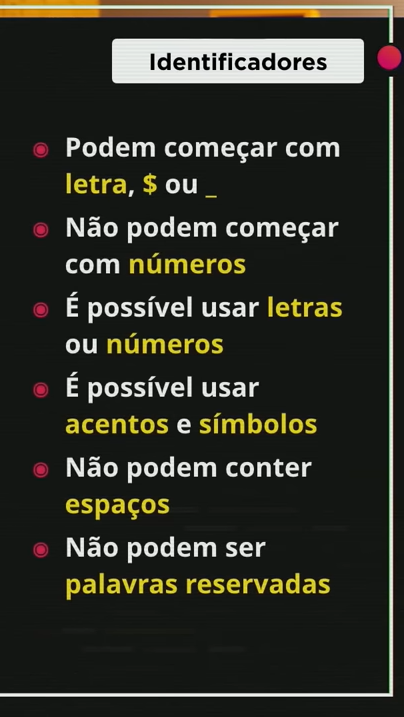 Identificadores
Podem começar com
letra, $ ou _
Não podem começar
com números
É possível usar letras
ou números
É possível usar
acentos e símbolos
Não podem conter
espaços
Não podem ser
palavras reservadas